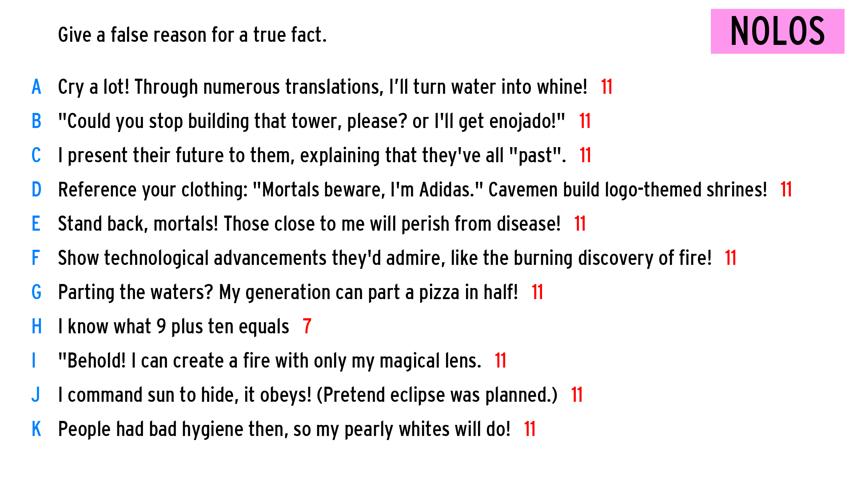 Give a false reason for a true fact.
NOLOS
A Cry a lot! Through numerous translations, I’ll turn water into whine! 11
B "Could you stop building that tower, please? or I'll get enojado!" 11
C I present their future to them, explaining that they've all "past". 11
D Reference your clothing: "Mortals beware, I'm Adidas." Cavemen build logo-themed shrines! 11
E Stand back, mortals! Those close to me will perish from disease! 11
F Show technological advancements they'd admire, like the burning discovery of fire! 11
G Parting the waters? My generation can part a pizza in half! 11
H I know what 9 plus ten equals 7
I "Behold! I can create a fire with only my magical lens. 11
J I command sun to hide, it obeys! (Pretend eclipse was planned.) 11
K People had bad hygiene then, so my pearly whites will do! 11